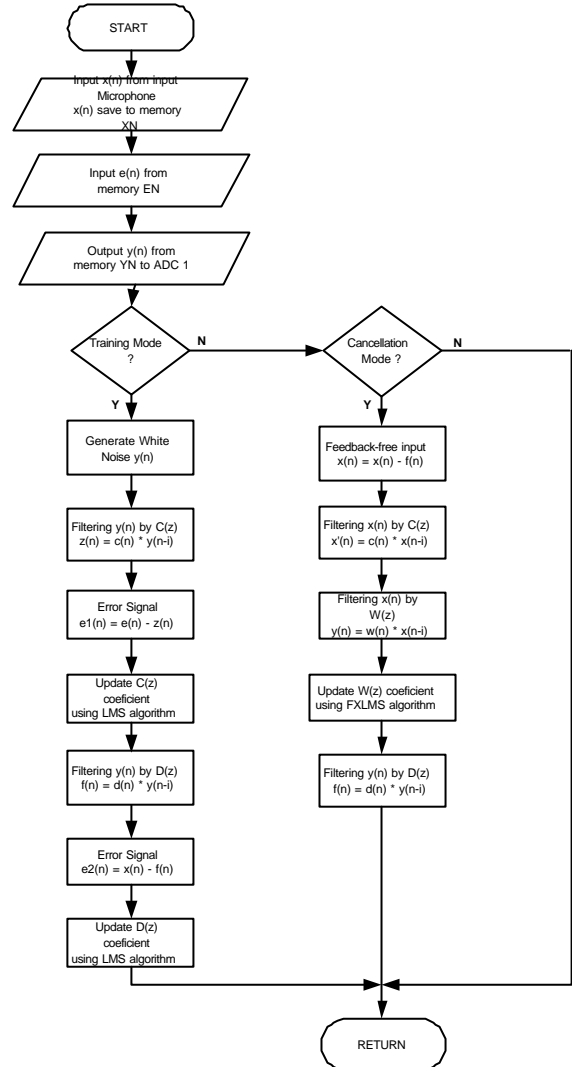 START
Input x(n) from input
Microphone
x(n) save to memory
XN
Input e(n) from
memory EN
Output y(n) from
memory YN to ADC 1
Training Mode
?
N
Cancellation
Mode ?
N
Y
Y
Generate White
Noise y(n)
Filtering y(n) by C(z)
z(n) = c(n) * y(n-i)
Error Signal
e1(n) = e(n) - z(n)
Update C(z)
coeficient
using LMS algorithm
Filtering y(n) by D(z)
f(n) = d(n) * y(n-i)
Error Signal
e2(n) = x(n) - f(n)
Update D(z)
coeficient
using LMS algorithm
Feedback-free input
x(n) = x(n) - f(n)
Filtering x(n) by C(z)
x'(n) = c(n) * x(n-i)
Filtering x(n) by
W(z)
y(n) = w(n) * x(n-i)
Update W(z) coeficient
using FXLMS algorithm
Filtering y(n) by D(z)
f(n) = d(n) * y(n-i)
RETURN